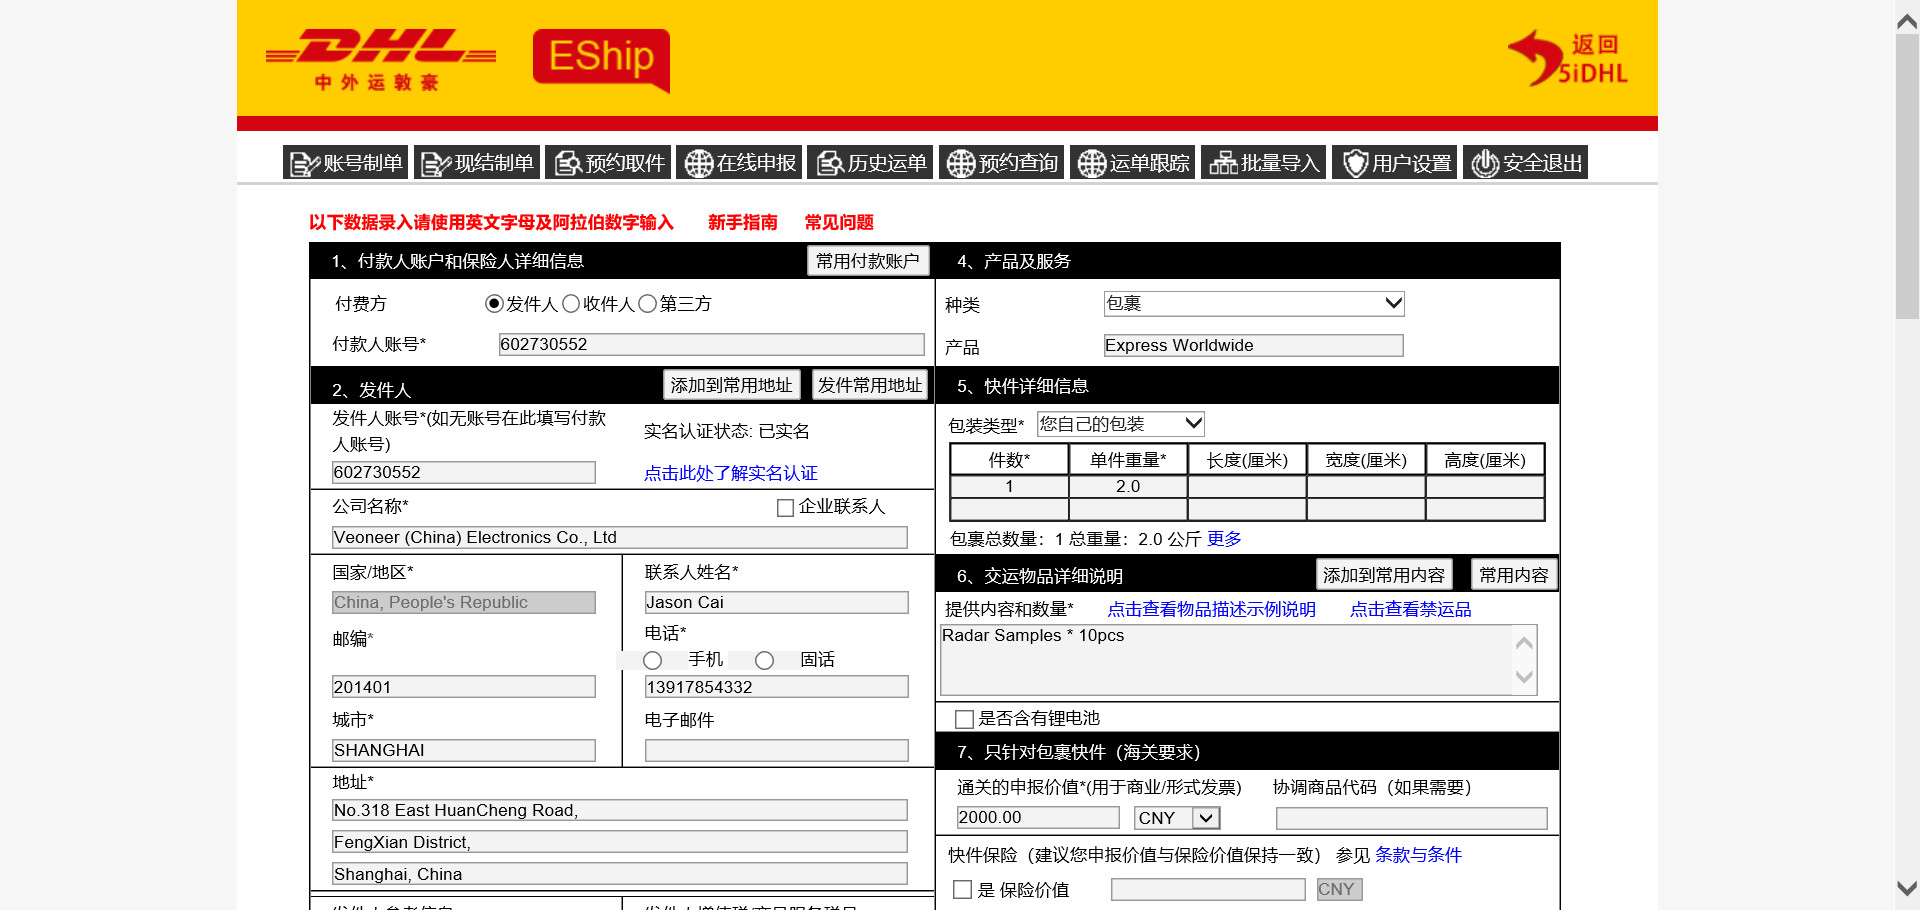 DHL
中外运敦豪
EShip
返回
5iDHL
账号制单 现结制单 预约取件 在线申报 历史运单 预约查询 运单跟踪 批量导入 用户设置 安全退出
以下数据录入请使用英文字母及阿拉伯数字输入 新手指南 常见问题
1、付款人账户和保险人详细信息 常用付款账户
付费方 发件人 收件人 第三方
付款人账号* 602730552
2、发件人 添加到常用地址 发件常用地址
发件人账号*(如无账号在此填写付款
人账号)
实名认证状态: 已实名
602730552
点击此处了解实名认证
公司名称* 企业联系人
Veoneer (China) Electronics Co., Ltd
国家/地区* 联系人姓名*
China, People's Republic Jason Cai
邮编* 电话*
手机 固话
201401 13917854332
城市* 电子邮件
SHANGHAI
地址*
No.318 East HuanCheng Road,
FengXian District,
Shanghai, China
4、产品及服务
种类 包裹
产品 Express Worldwide
5、快件详细信息
包装类型* 您自己的包装
件数* 单件重量* 长度(厘米) 宽度(厘米) 高度(厘米)
1 2.0
包裹总数量：1 总重量：2.0 公斤 更多
6、交运物品详细说明 添加到常用内容 常用内容
提供内容和数量* 点击查看物品描述示例说明 点击查看禁运品
Radar Samples * 10pcs
是否含有锂电池
7、只针对包裹快件（海关要求）
通关的申报价值*(用于商业/形式发票) 协调商品代码（如果需要）
2000.00 CNY
快件保险（建议您申报价值与保险价值保持一致） 参见 条款与条件
是 保险价值 CNY